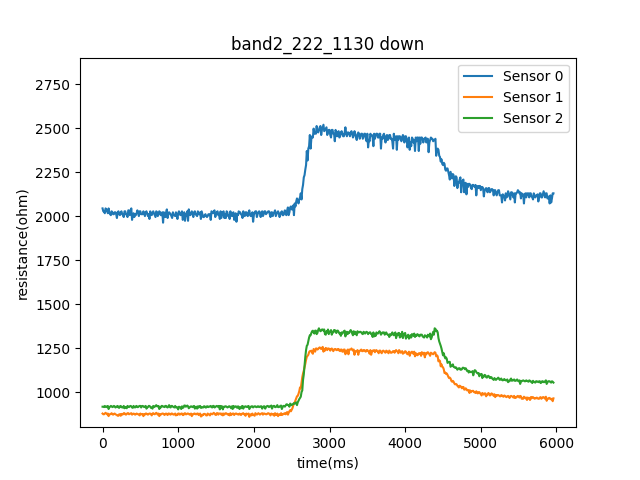 band2_222_1130 down
Sensor 0
Sensor 1
Sensor 2
resistance(ohm)
2750
2500
2250
2000
1750
1500
1250
1000
0 1000 2000 3000 4000 5000 6000
time(ms)